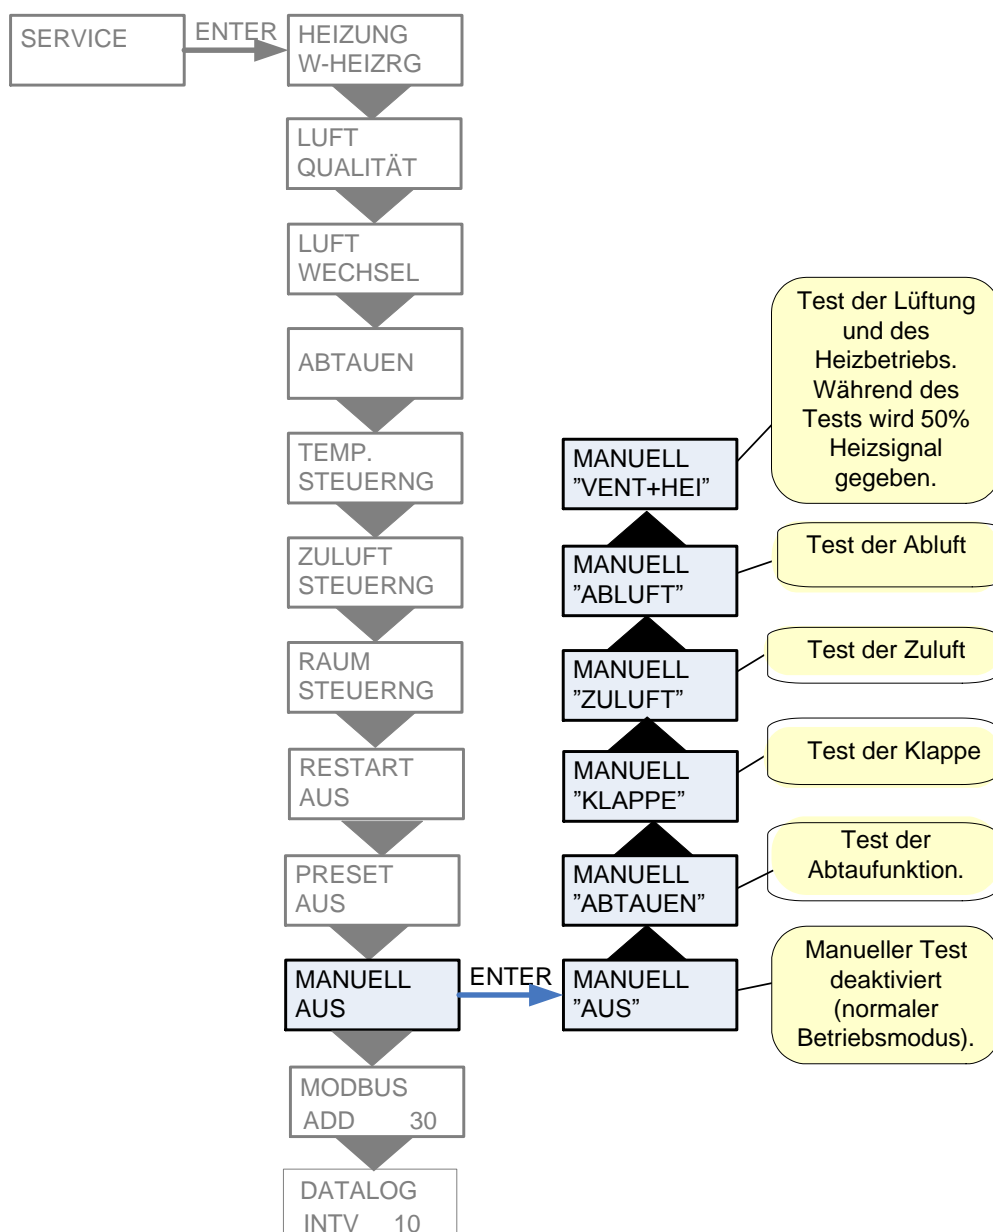 SERVICE
ENTER
HEIZUNG
W-HEIZRG
LUFT
QUALITÄT
LUFT
WECHSEL
ABTAUEN
TEMP.
STEUERNG
ZULUFT
STEUERNG
RAUM
STEUERNG
RESTART
AUS
PRESET
AUS
MANUELL
AUS
ENTER
MODBUS
ADD 30
DATALOG
INTV 10
MANUELL
”VENT+HEI”
Test der Lüftung
und des
Heizbetriebs.
Während des
Tests wird 50%
Heizsignal
gegeben.
MANUELL
”ABLUFT”
Test der Abluft
MANUELL
”ZULUFT”
Test der Zuluft
MANUELL
”KLAPPE”
Test der Klappe
MANUELL
”ABTAUEN”
Test der
Abtaufunktion.
MANUELL
”AUS”
Manueller Test
deaktiviert
(normaler
Betriebsmodus).